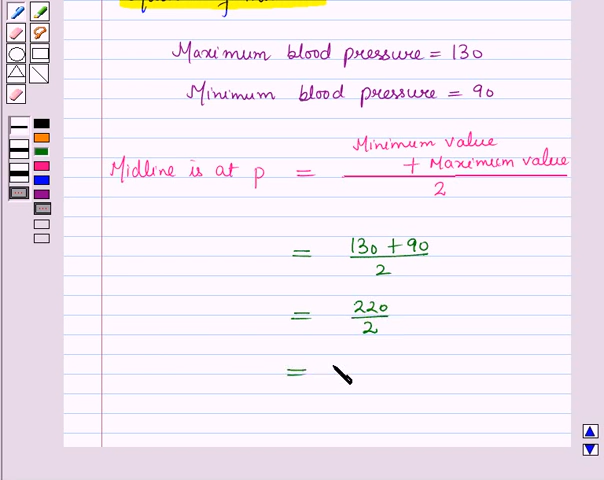 Maximum blood pressure = 130
Minimum blood pressure = 90
Minimum value
+ Maximum value
Midline is at p = 
2
= 130 + 90
2
= 220
2
=